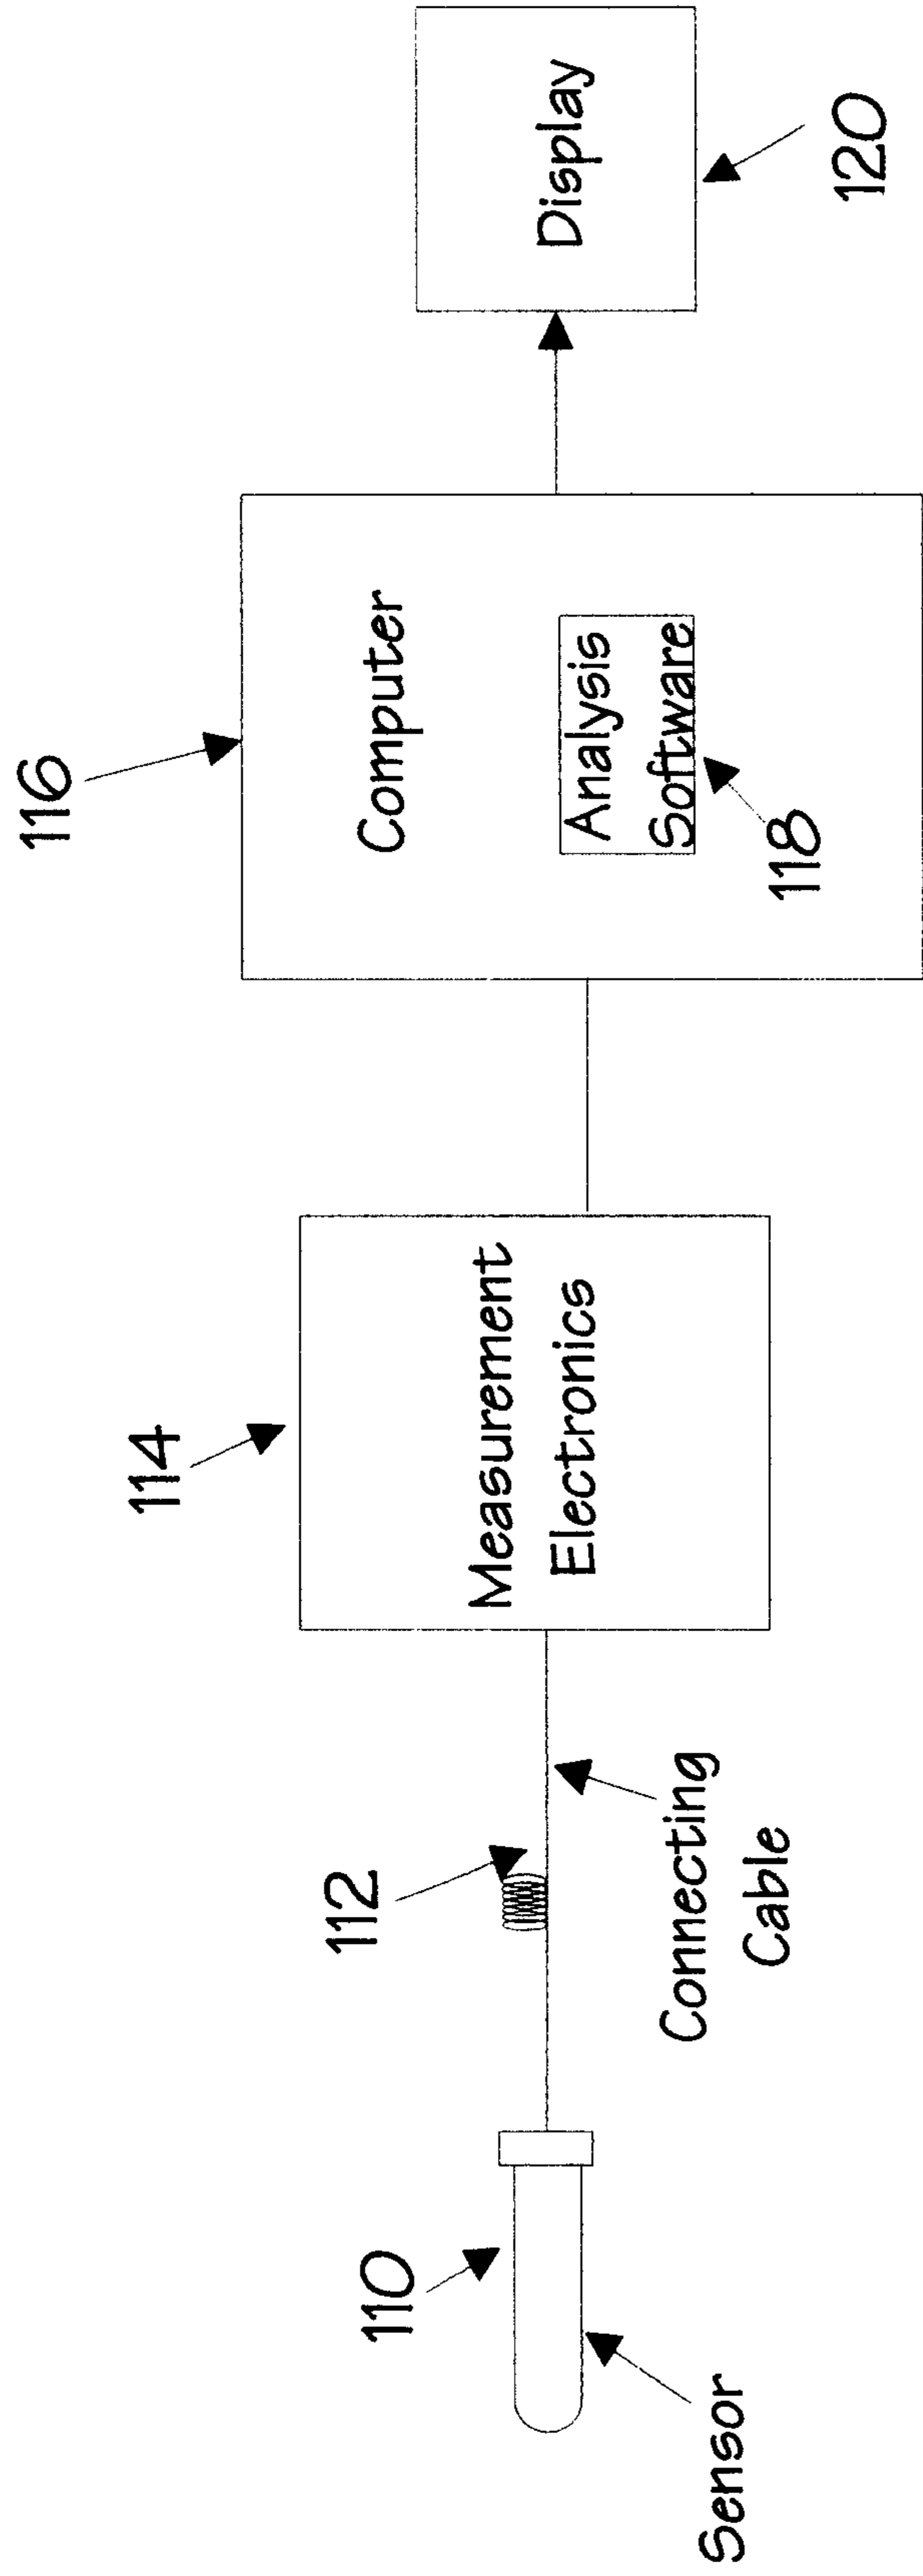 110
Sensor
112
Connecting
Cable
114
Measurement
Electronics
116
Computer
Analysis
Software
118
Display
120